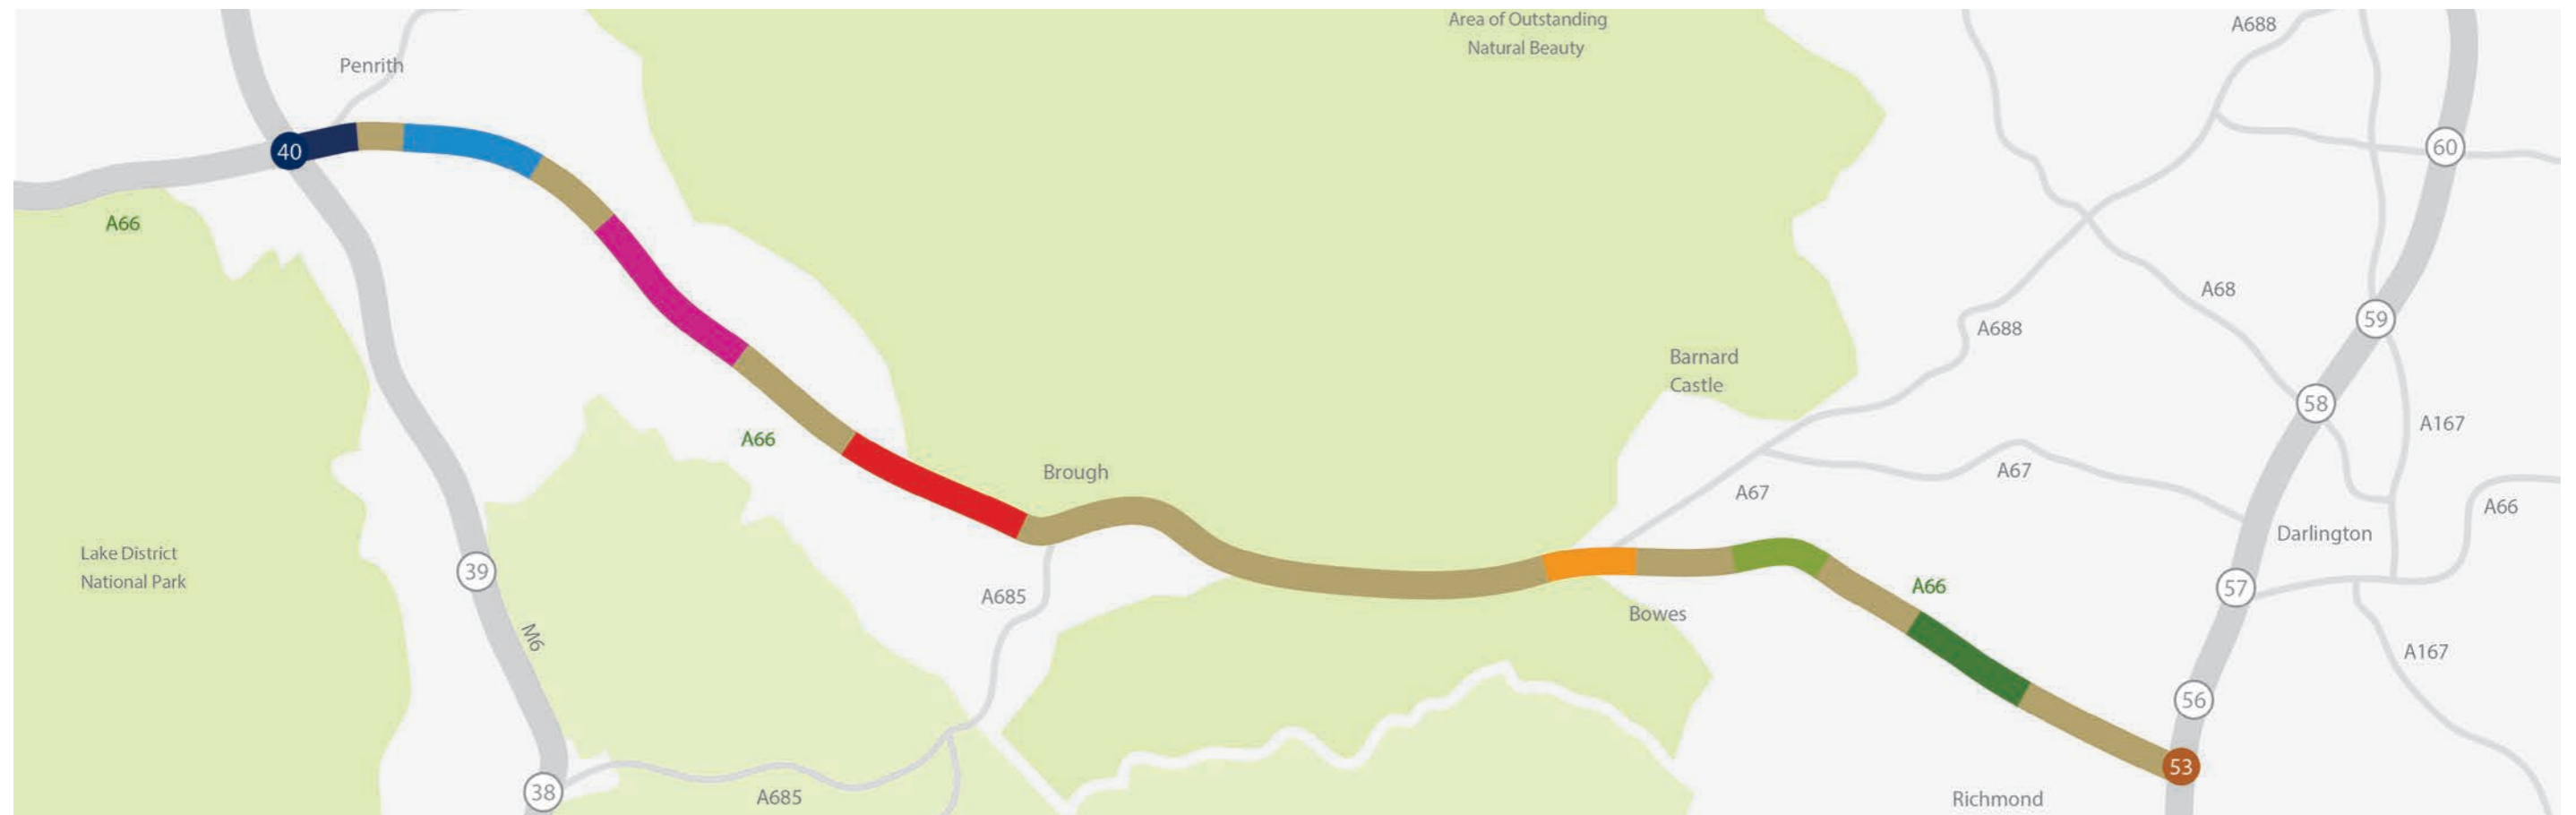 Area of Outstanding
Natural Beauty
A688
Penrith
40
60
A66
A68
59
A688
Barnard
Castle
58
A167
A66
Brough
A67
A67
A66
Darlington
Lake District
National Park
39
57
A66
A685
Bowes
M6
A167
56
53
38
A685
Richmond